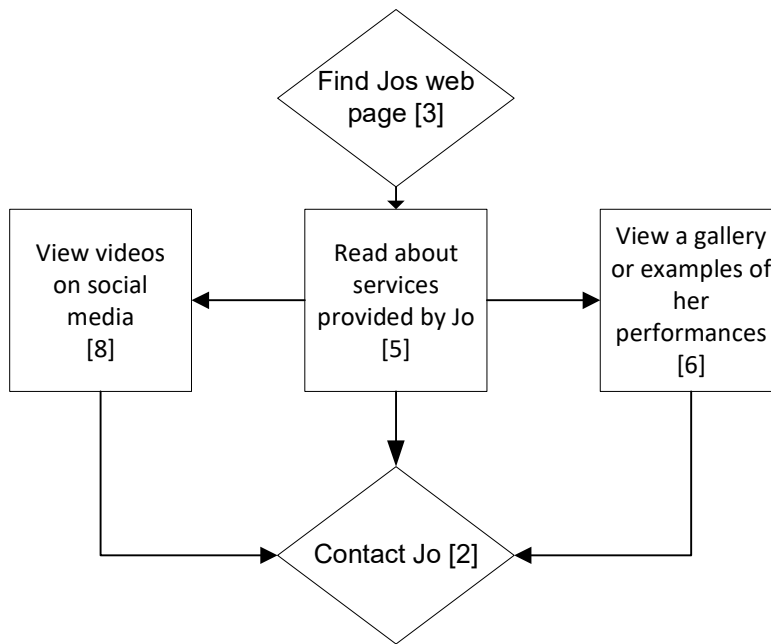 Find Jos web
page [3]
View videos
on social
media
[8]
Read about
services
provided by Jo
[5]
View a gallery
or examples of
her
performances
[6]
Contact Jo [2]